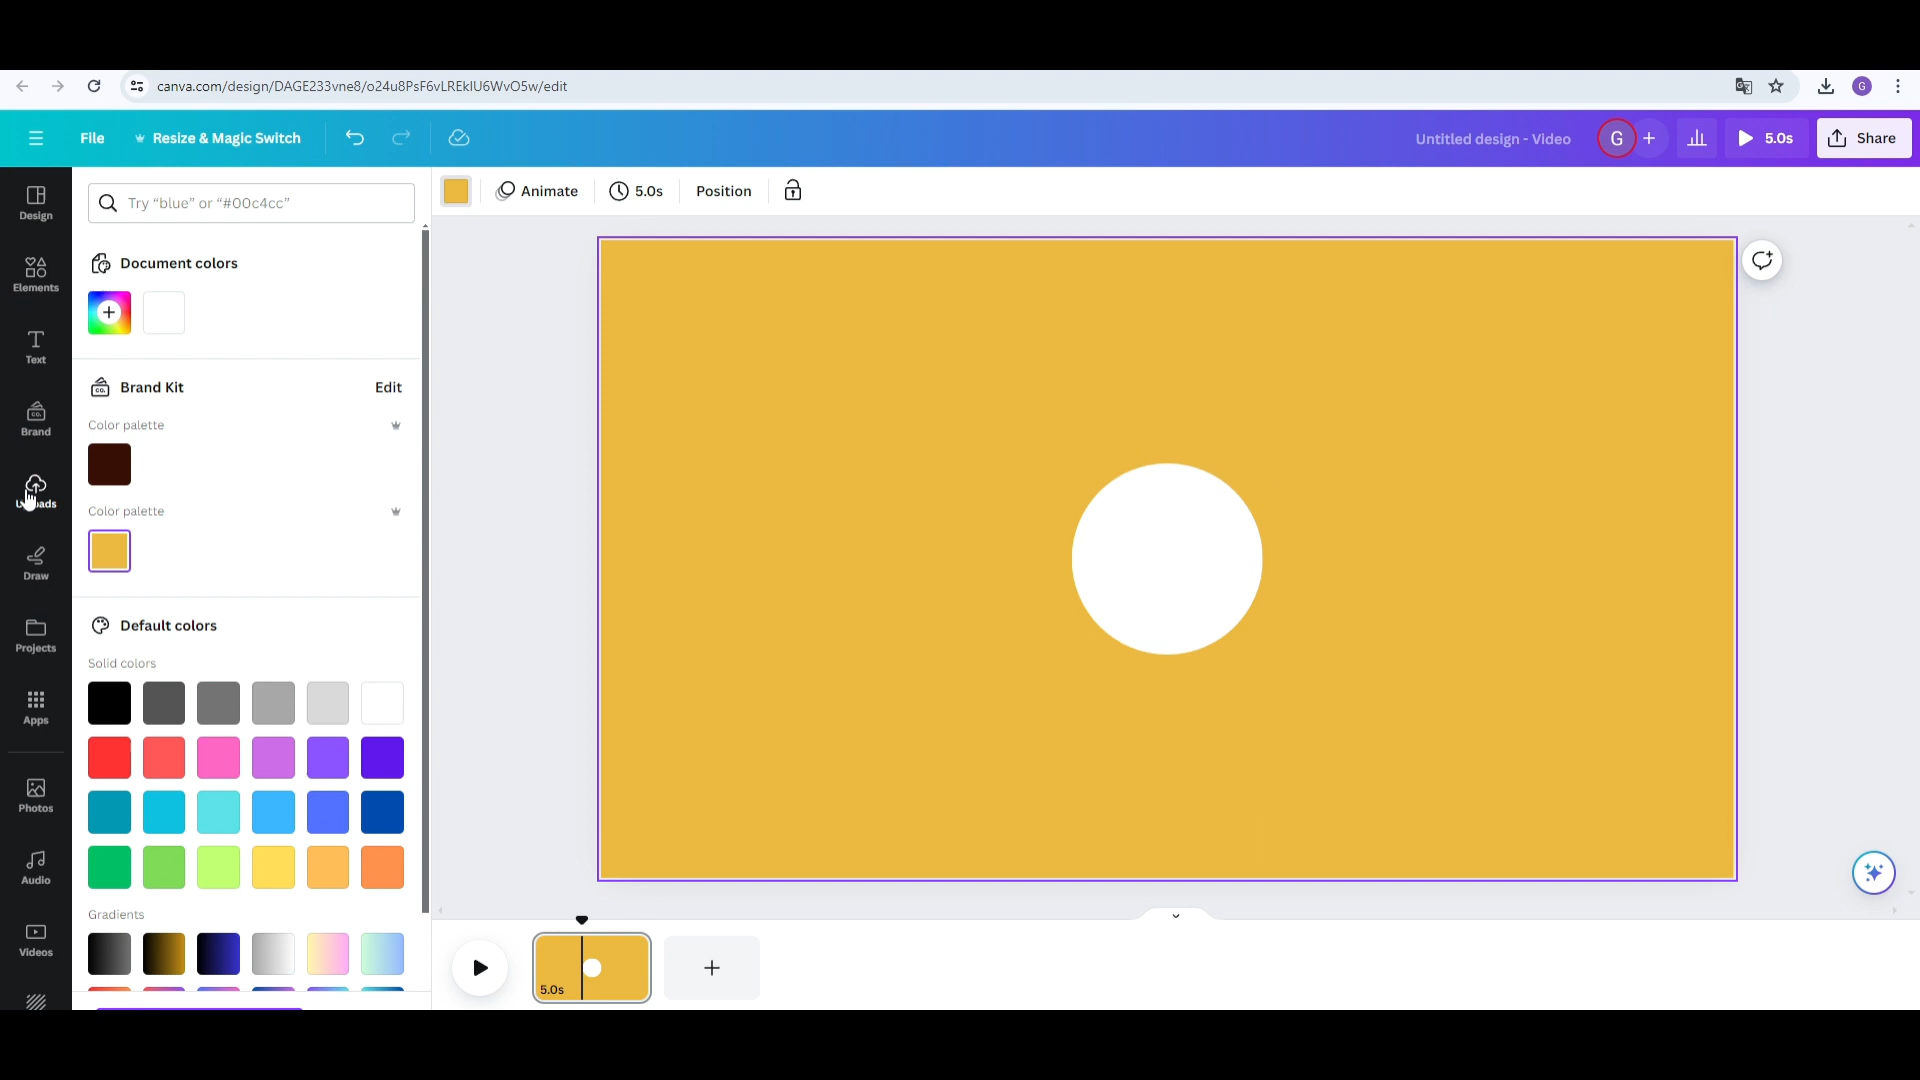 canva.com/design/DAGE233vne8/o24u8PsF6vLREklU6WvO5w/edit
G
File
Resize & Magic Switch
Untitled design - Video
G
5.0s
Share
Design
Elements
Text
Brand
Uploads
Draw
Projects
Apps
Photos
Audio
Videos
Try “blue” or “#00c4cc”
Document colors
Brand Kit
Edit
Color palette
Color palette
Default colors
Solid colors
Gradients
Animate
5.0s
Position
5.0s